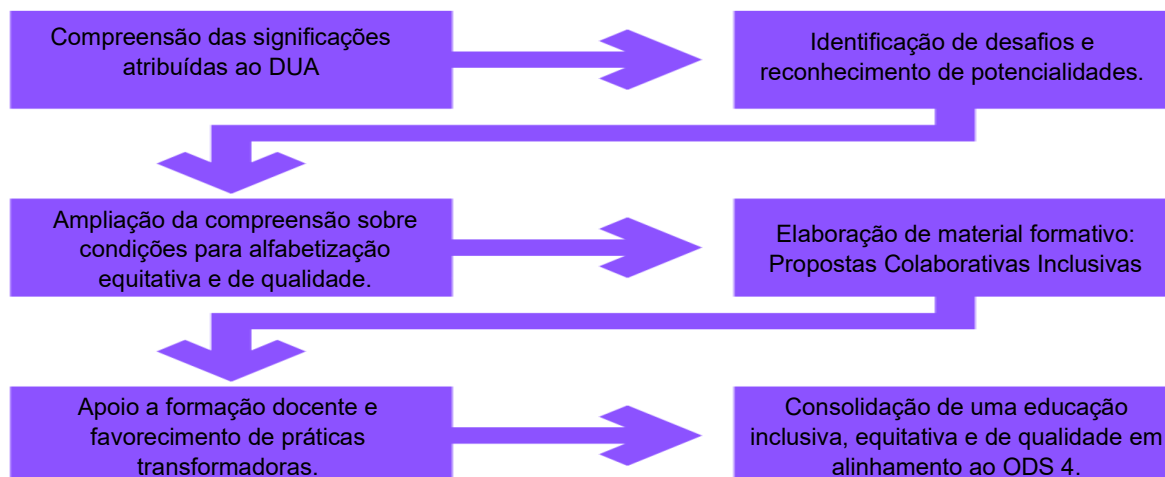 Compreensão das significações
atribuídas ao DUA
Identificação de desafios e
reconhecimento de potencialidades.
Ampliação da compreensão sobre
condições para alfabetização
equitativa e de qualidade.
Elaboração de material formativo:
Propostas Colaborativas Inclusivas
Apoio a formação docente e
favorecimento de práticas
transformadoras.
Consolidação de uma educação
inclusiva, equitativa e de qualidade em
alinhamento ao ODS 4.